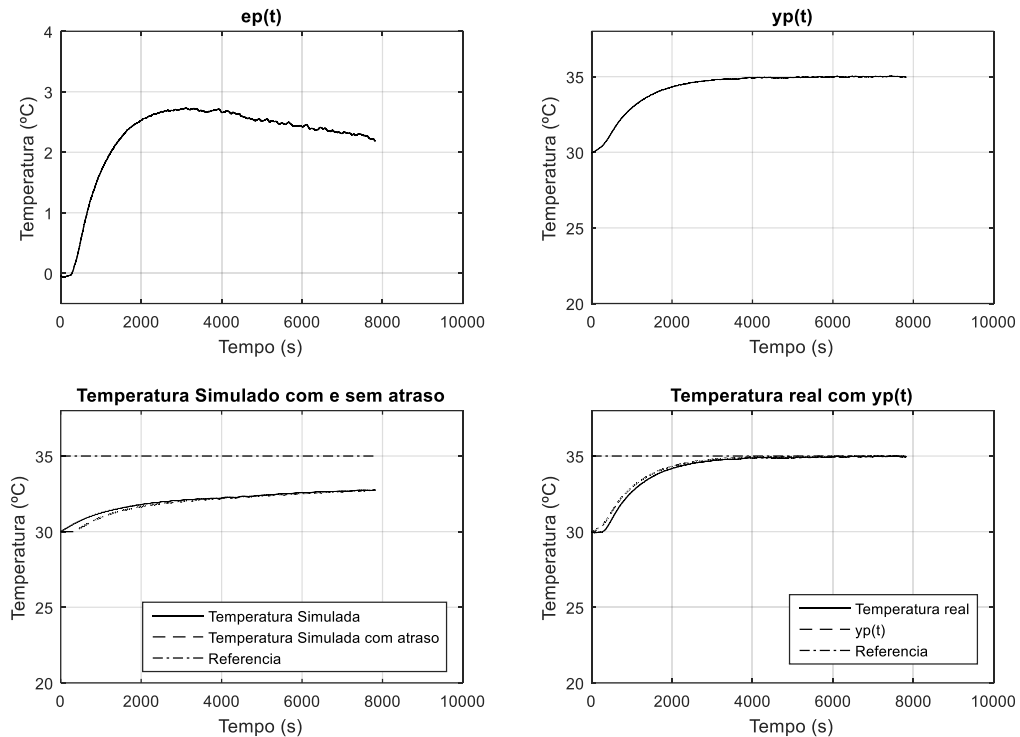 ep(t)
Temperatura (ºC)
4
3
2
1
0
0
2000
4000
6000
8000
10000
Tempo (s)
yp(t)
Temperatura (ºC)
40
35
30
25
20
0
2000
4000
6000
8000
10000
Tempo (s)
Temperatura Simulado com e sem atraso
Temperatura (ºC)
35
30
25
20
Temperatura Simulada
Temperatura Simulada com atraso
Referencia
0
2000
4000
6000
8000
10000
Tempo (s)
Temperatura real com yp(t)
Temperatura (ºC)
35
30
25
20
Temperatura real
yp(t)
Referencia
0
2000
4000
6000
8000
10000
Tempo (s)